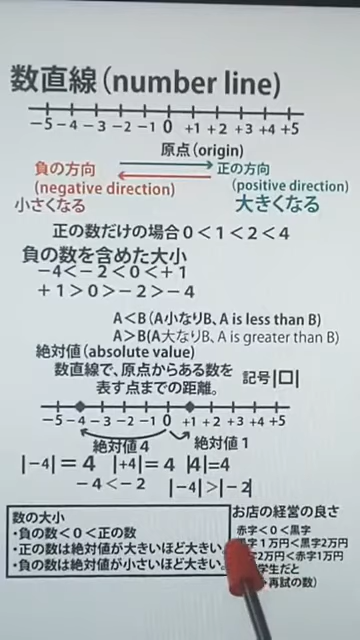 数直線(number line)
−5 −4 −3 −2 −1 0 +1 +2 +3 +4 +5
原点(origin)
負の方向 正の方向
(negative direction) (positive direction)
小さくなる 大きくなる
正の数だけの場合 0<1<2<4
負の数を含めた大小
−4<−2<0<+1
+1>0>−2>−4
A<B(A小なりB、A is less than B)
A>B(A大なりB、A is greater than B)
絶対値(absolute value)
数直線で、原点からある数を
表す点までの距離。 記号|□|
−5 −4 −3 −2 −1 0 +1 +2 +3 +4 +5
絶対値4 絶対値1
|−4|=4 |+4|=4 |4|=4
−4<−2 |−4|>|−2|
数の大小
・負の数<0<正の数
・正の数は絶対値が大きいほど大きい。
・負の数は絶対値が小さいほど大きい。
お店の経営の良さ
赤字<0<黒字
黒字1万円<黒字2万円
字2万円<赤字1万円
学生だと
再試の数)